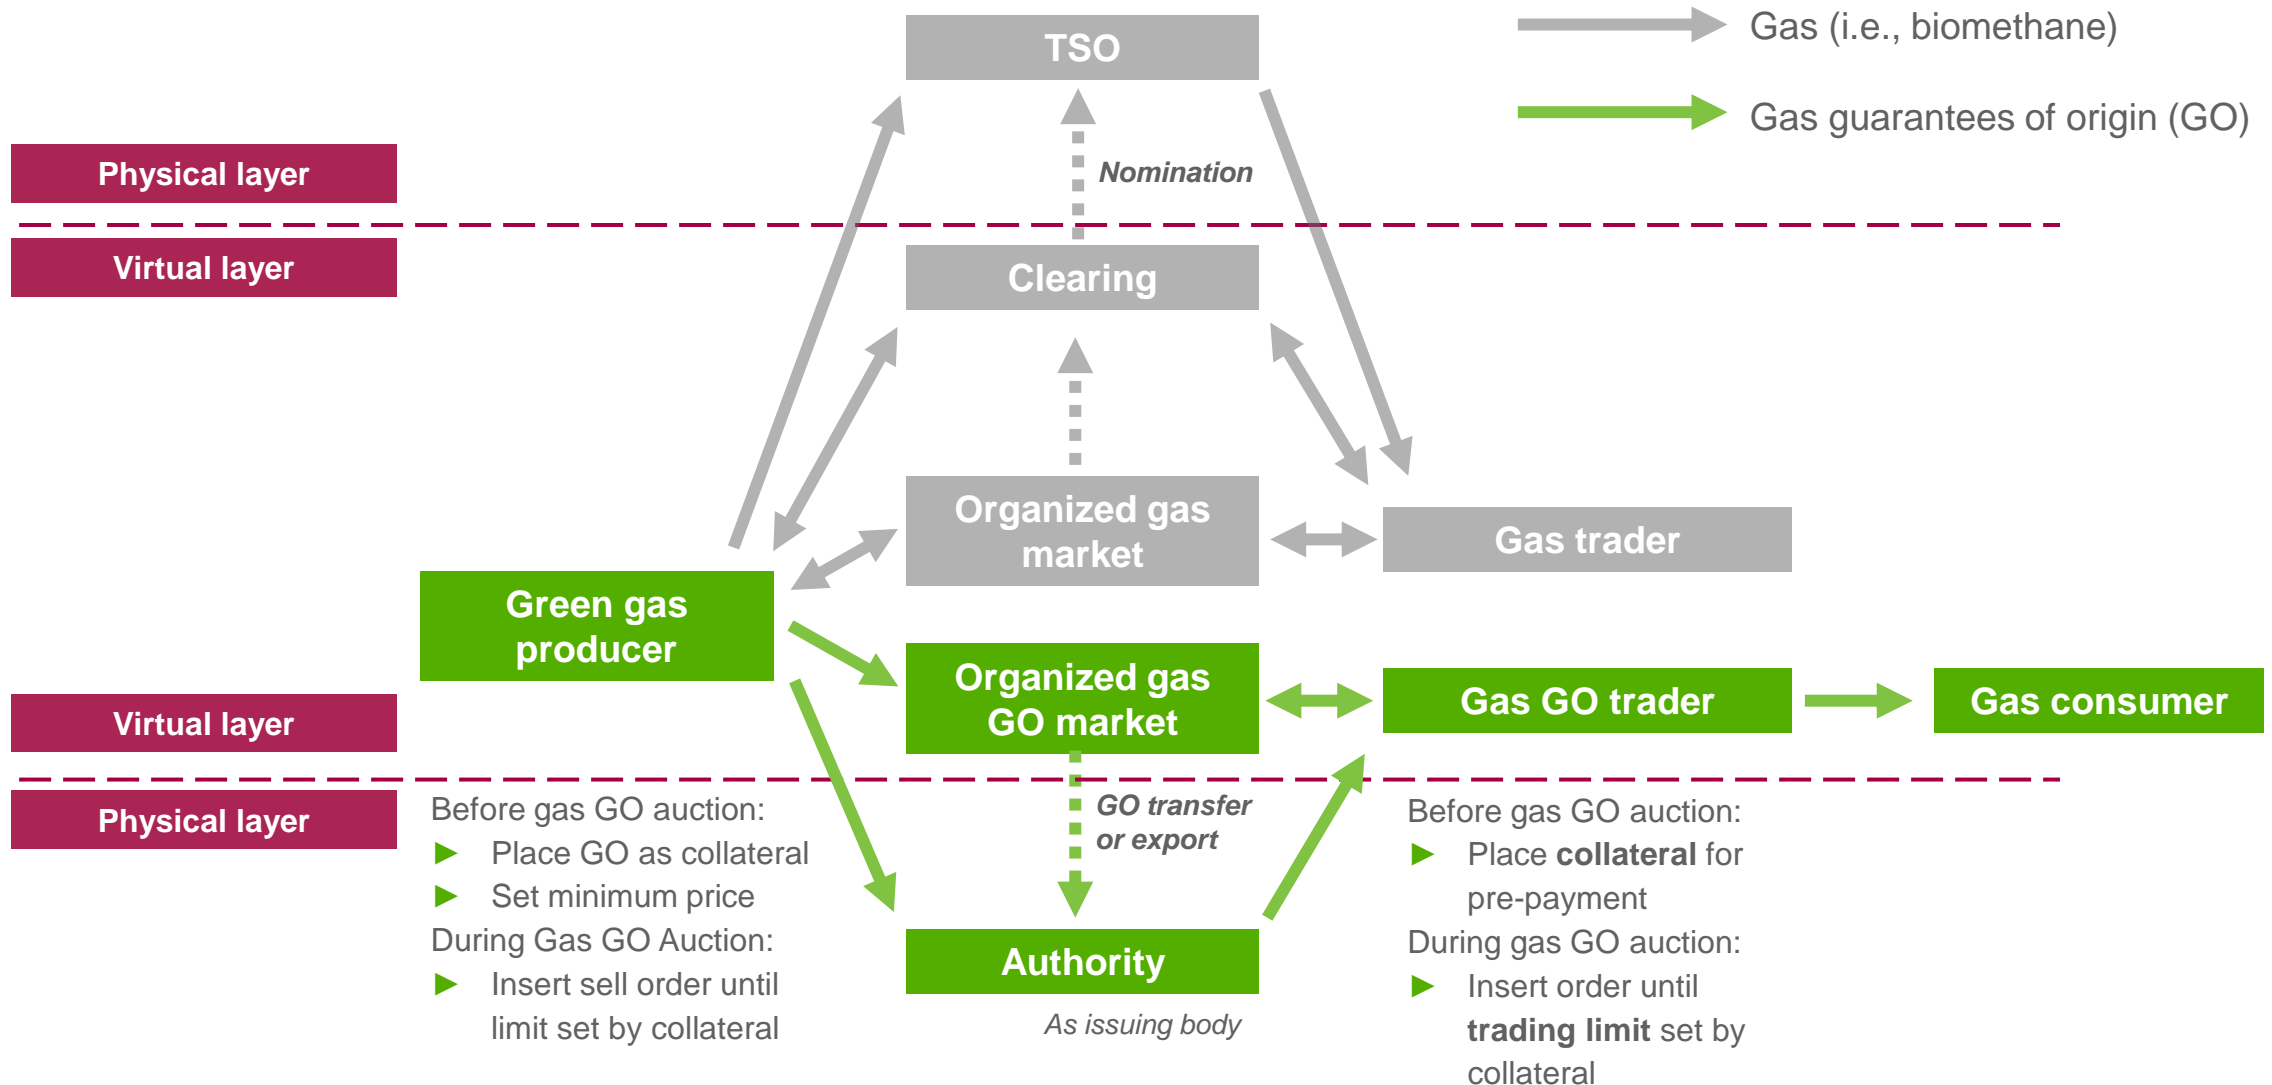 TSO
Gas (i.e., biomethane)
Gas guarantees of origin (GO)
Physical layer
Nomination
Virtual layer
Clearing
Organized gas
market
Gas trader
Green gas
producer
Organized gas
GO market
Gas GO trader
Gas consumer
Virtual layer
Physical layer
Before gas GO auction:
► Place GO as collateral
► Set minimum price
During Gas GO Auction:
► Insert sell order until
limit set by collateral
GO transfer
or export
Authority
As issuing body
Before gas GO auction:
► Place collateral for
pre-payment
During gas GO auction:
► Insert order until
trading limit set by
collateral